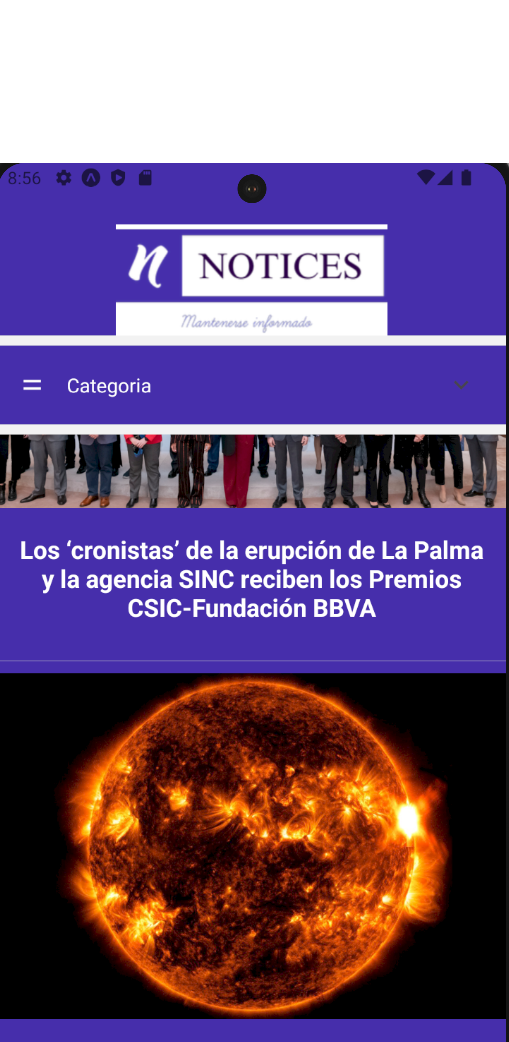 8:56
n NOTICES
Mantenerse informado
Categoria
Los ‘cronistas’ de la erupción de La Palma
y la agencia SINC reciben los Premios
CSIC-Fundación BBVA